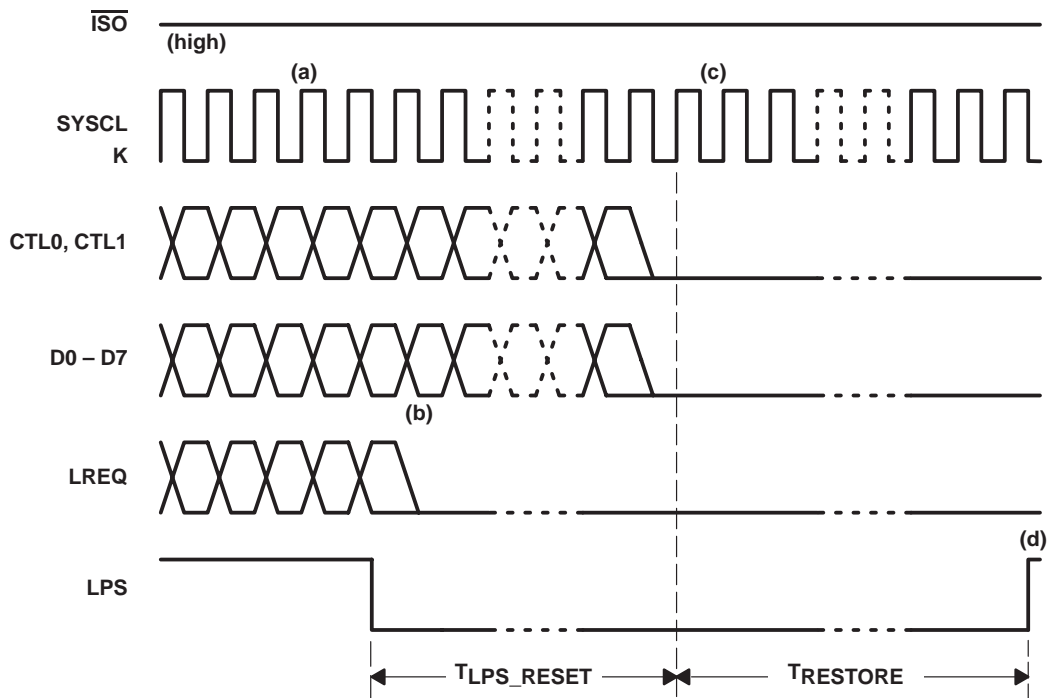 ISO
(high)
(a)
(c)
SYSCL
K
CTL0, CTL1
D0 – D7
(b)
LREQ
(d)
LPS
TLPS_RESET
TRESTORE